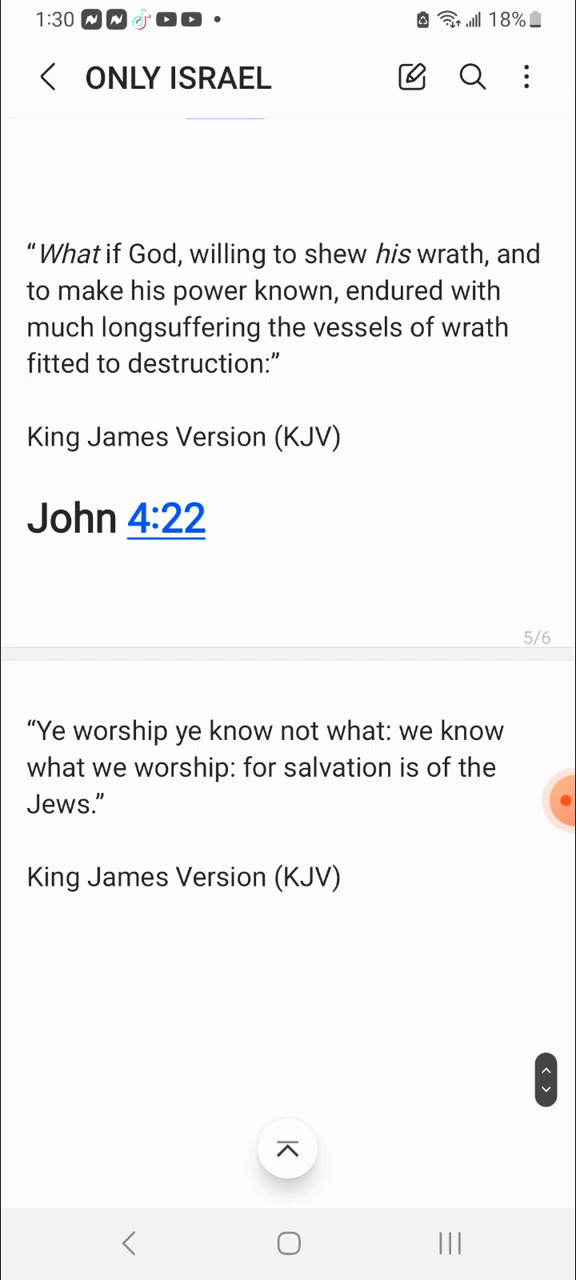 1:30
18%
ONLY ISRAEL
“What if God, willing to shew his wrath, and
to make his power known, endured with
much longsuffering the vessels of wrath
fitted to destruction:”
King James Version (KJV)
John 4:22
5/6
“Ye worship ye know not what: we know
what we worship: for salvation is of the
Jews.”
King James Version (KJV)